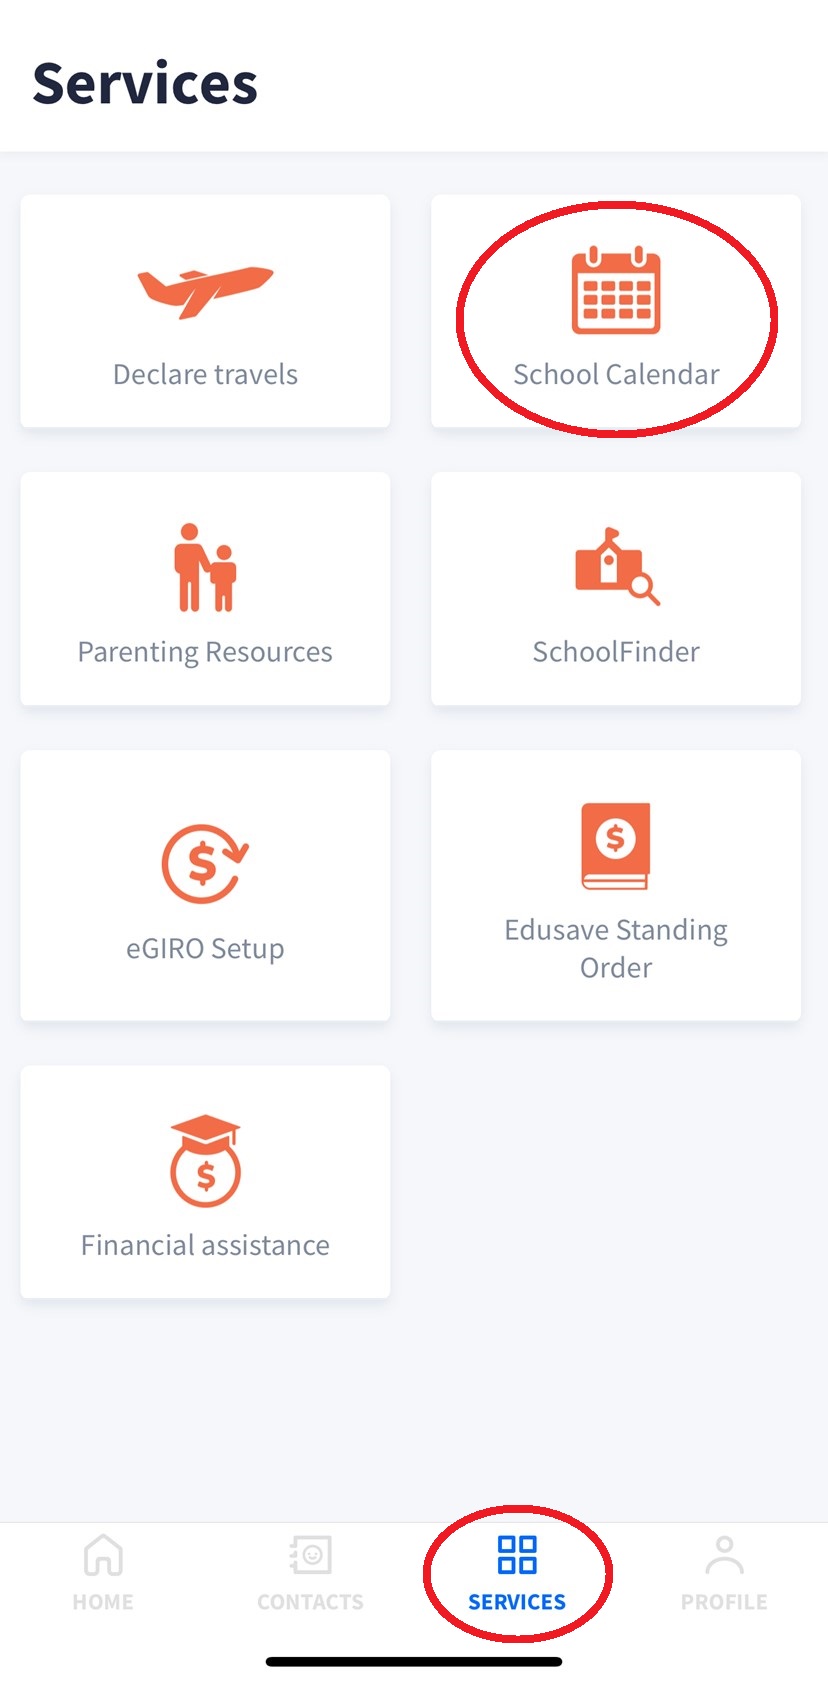 Services
Declare travels
School Calendar
Parenting Resources
SchoolFinder
$
$
eGIRO Setup
Edusave Standing
Order
$
Financial assistance
HOME
CONTACTS
SERVICES
PROFILE